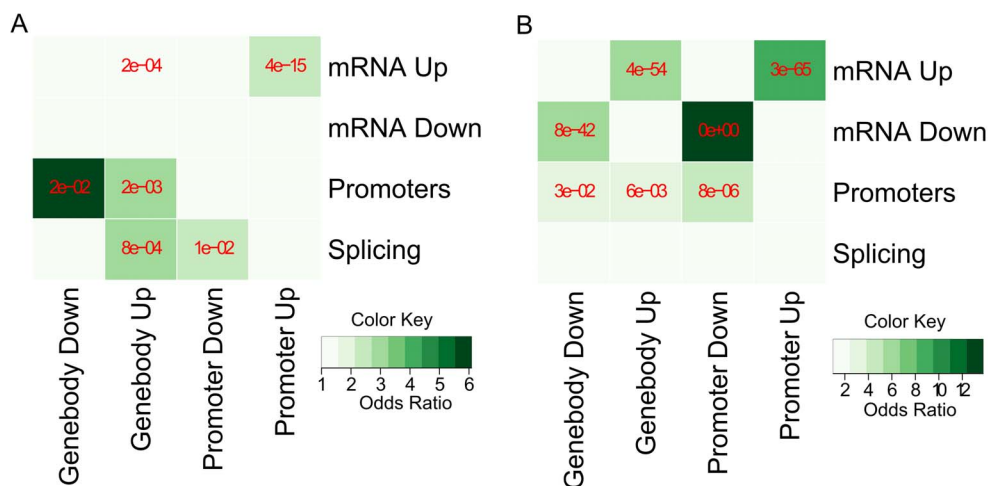 A
2e-04
4e-15
mRNA Up
mRNA Down
2e-02
2e-03
Promoters
8e-04
1e-02
Splicing
Genebody Down
Genebody Up
Promoter Down
Promoter Up
Color Key
1 2 3 4 5 6
Odds Ratio
B
4e-54
3e-65
mRNA Up
8e-42
0e+00
mRNA Down
3e-02
6e-03
8e-06
Promoters
Splicing
Genebody Down
Genebody Up
Promoter Down
Promoter Up
Color Key
2 4 6 8 10 12
Odds Ratio